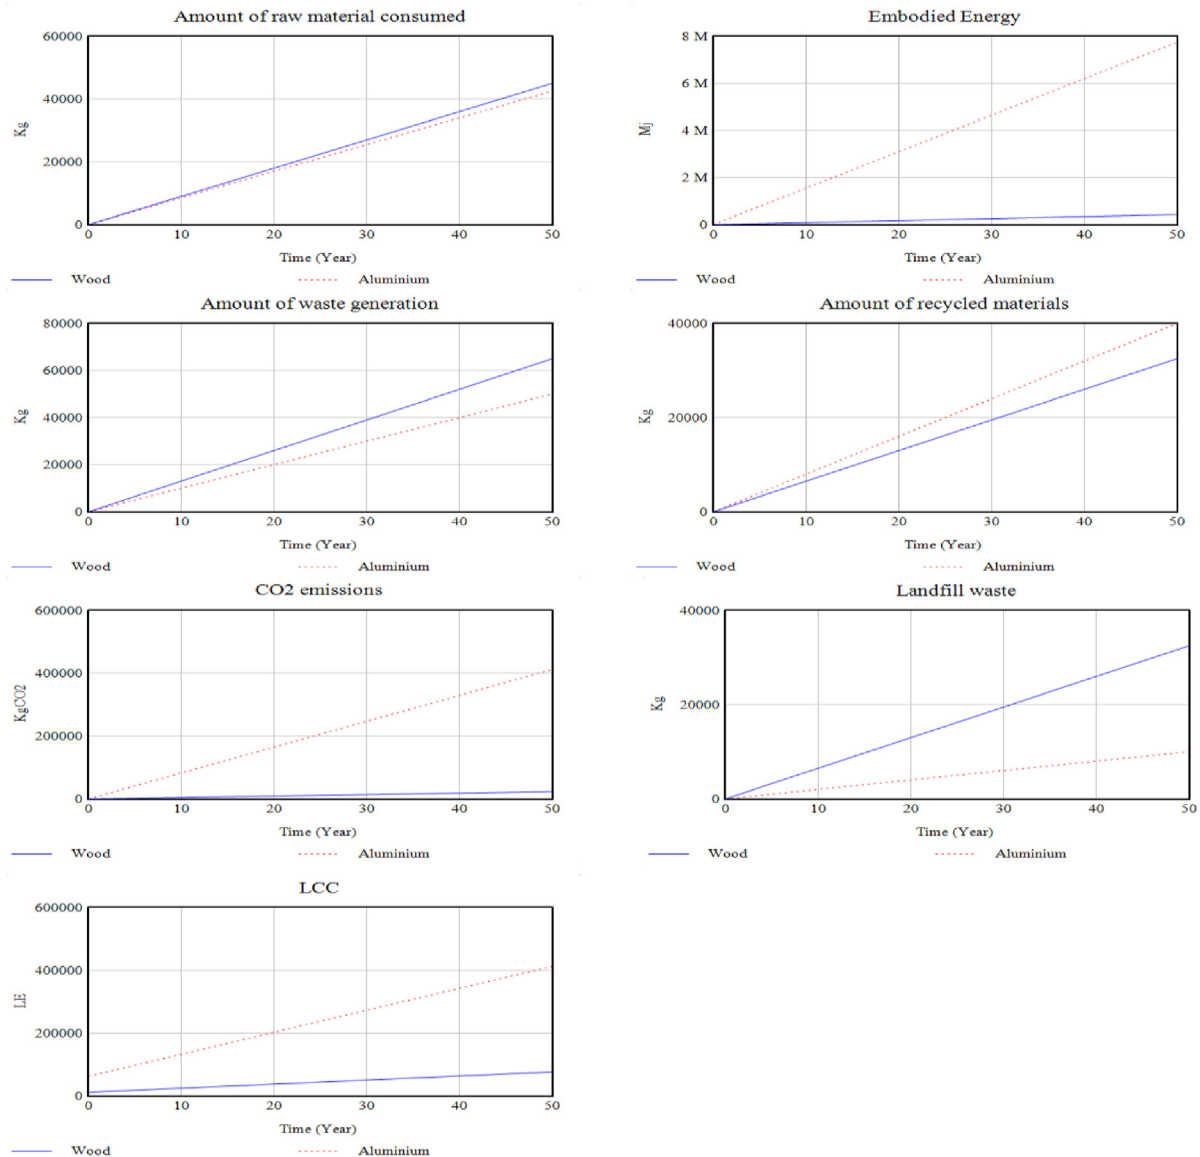 Amount of raw material consumed
60000
40000
20000
0
Kg
0 10 20 30 40 50
Time (Year)
Wood Aluminium
Embodied Energy
8 M
6 M
4 M
2 M
0
Mj
0 10 20 30 40 50
Time (Year)
Wood Aluminium
Amount of waste generation
80000
60000
40000
20000
0
Kg
0 10 20 30 40 50
Time (Year)
Wood Aluminium
Amount of recycled materials
40000
20000
0
Kg
0 10 20 30 40 50
Time (Year)
Wood Aluminium
CO2 emissions
600000
400000
200000
0
KgCO2
0 10 20 30 40 50
Time (Year)
Wood Aluminium
Landfill waste
40000
20000
0
Kg
0 10 20 30 40 50
Time (Year)
Wood Aluminium
LCC
600000
400000
200000
0
LE
0 10 20 30 40 50
Time (Year)
Wood Aluminium